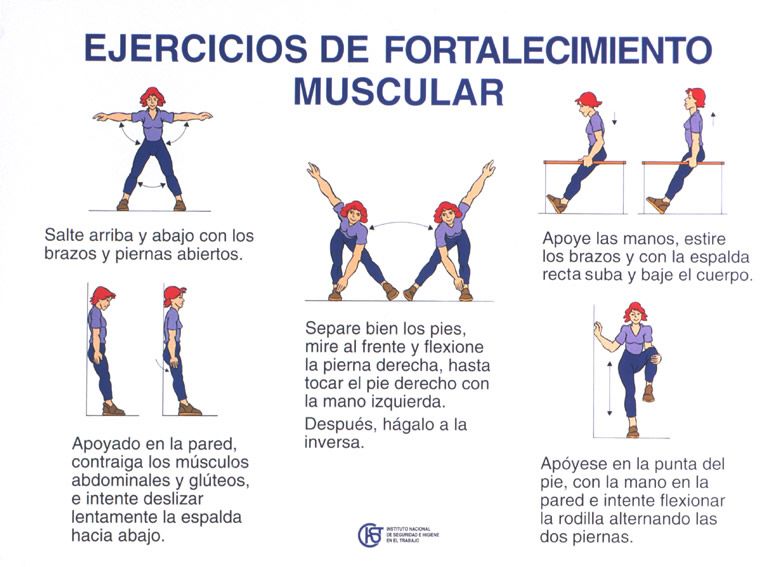 EJERCICIOS DE FORTALECIMIENTO
MUSCULAR
Salte arriba y abajo con los
brazos y piernas abiertos.
Apoyado en la pared,
contraiga los músculos
abdominales y glúteos,
e intente deslizar
lentamente la espalda
hacia abajo.
Separe bien los pies,
mire al frente y flexione
la pierna derecha, hasta
tocar el pie derecho con
la mano izquierda.
Después, hágalo a la
inversa.
Apoye las manos, estire
los brazos y con la espalda
recta suba y baje el cuerpo.
Apóyese en la punta del
pie, con la mano en la
pared e intente flexionar
la rodilla alternando las
dos piernas.
INSTITUTO NACIONAL
DE SEGURIDAD E HIGIENE
EN EL TRABAJO